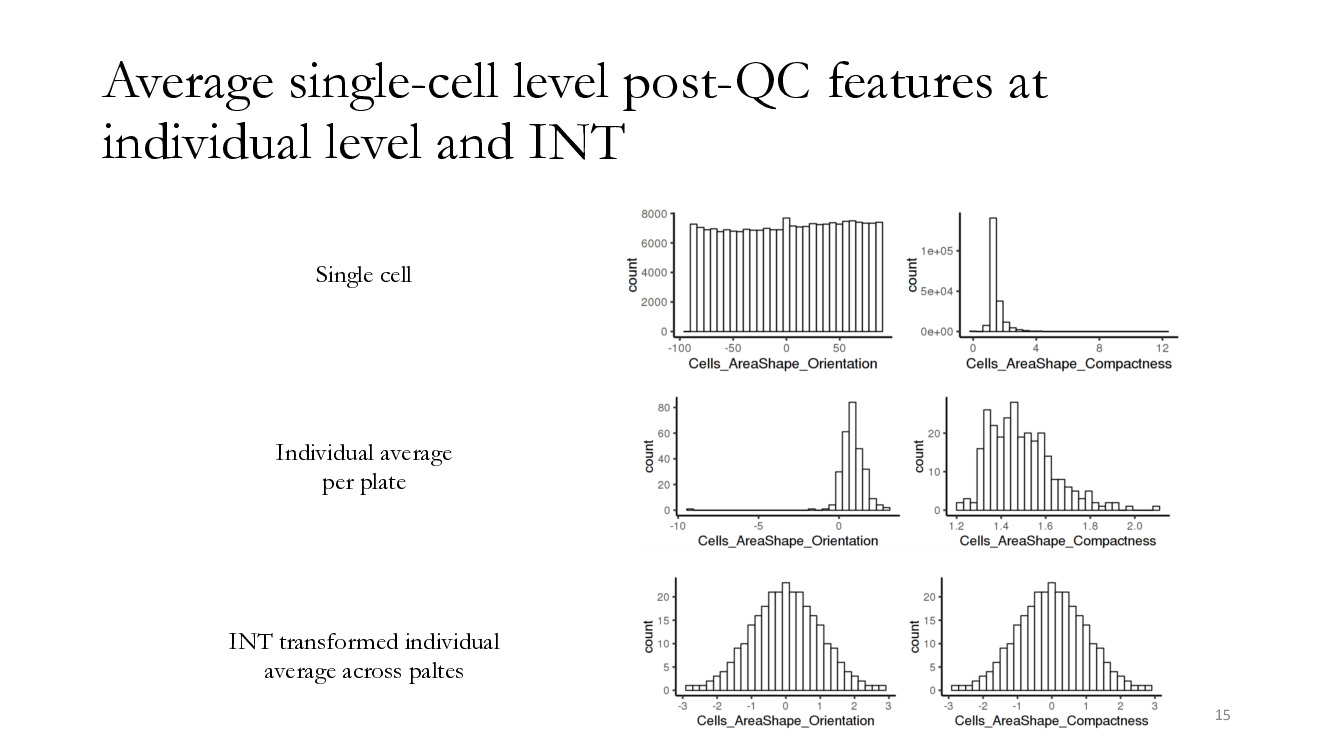 Average single-cell level post-QC features at
individual level and INT
Single cell
8000
6000
4000
2000
0
count
-100 -50 0 50
Cells_AreaShape_Orientation
1e+05
5e+04
0e+00
count
0 4 8 12
Cells_AreaShape_Compactness
Individual average
per plate
80
60
40
20
0
count
-10 -5 0
Cells_AreaShape_Orientation
20
10
0
count
1.2 1.4 1.6 1.8 2.0
Cells_AreaShape_Compactness
INT transformed individual
average across paltes
20
15
10
5
0
count
-3 -2 -1 0 1 2 3
Cells_AreaShape_Orientation
20
15
10
5
0
count
-3 -2 -1 0 1 2 3
Cells_AreaShape_Compactness
15